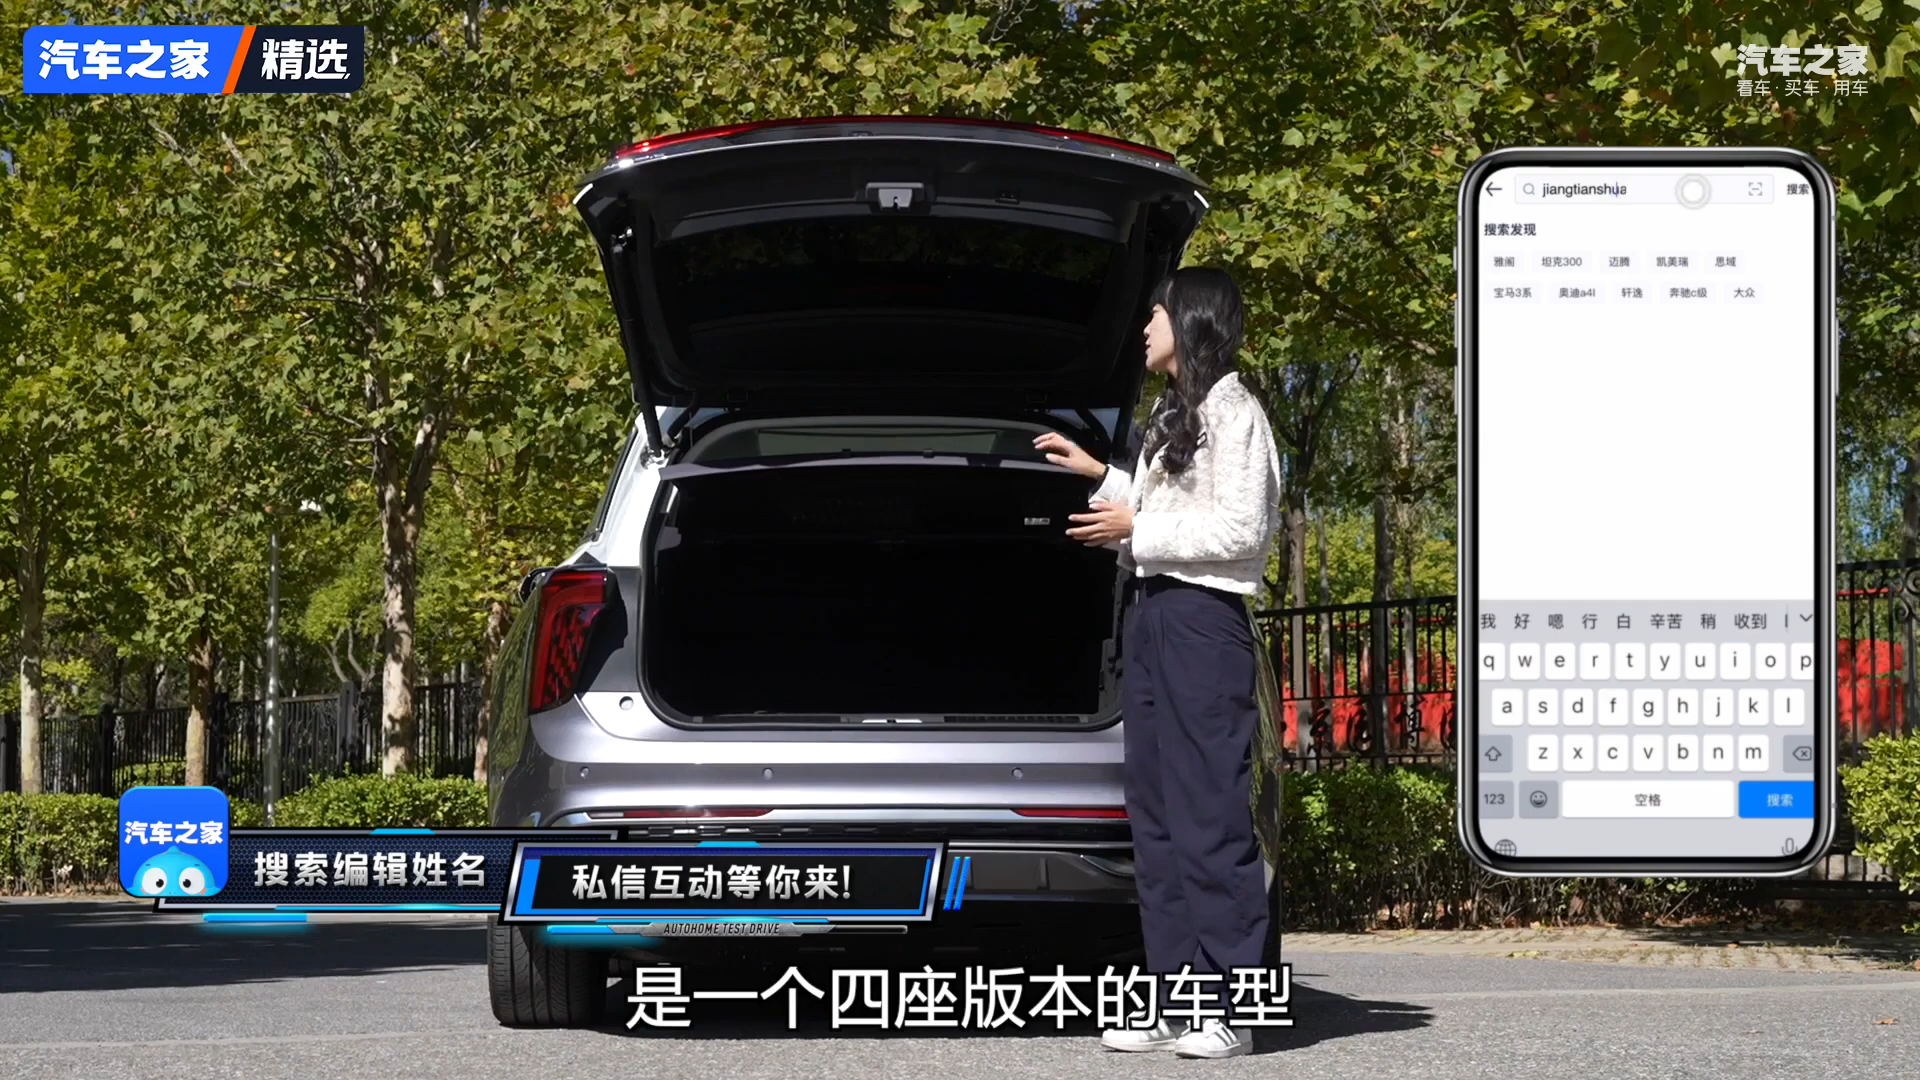 汽车之家
精选
汽车之家
看车·买车·用车
jiangtianshua
搜索
搜索发现
雅阁 坦克300 迈腾 凯美瑞 思域
宝马3系 奥迪a4l 轩逸 奔驰c级 大众
我 好 嗯 行 白 辛苦 稍 收到
q w e r t y u i o p
a s d f g h j k l
z x c v b n m
123 空格 搜索
汽车之家
搜索编辑姓名
私信互动等你来!
AUTOHOME TEST DRIVE
是一个四座版本的车型